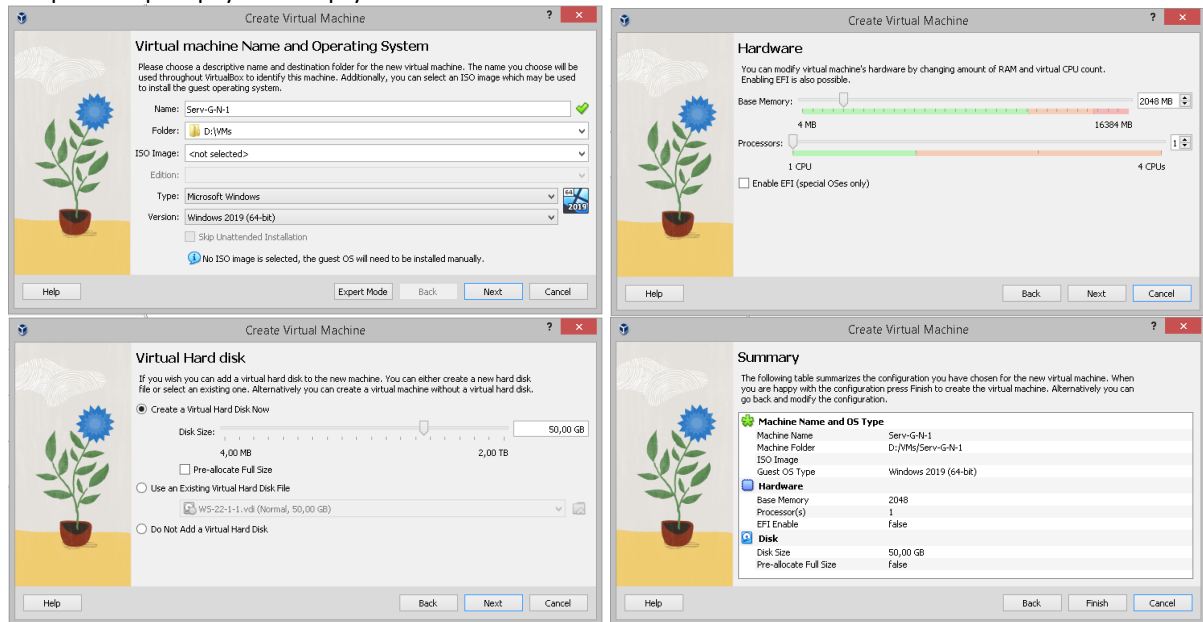 Create Virtual Machine
Virtual machine Name and Operating System
Please choose a descriptive name and destination folder for the new virtual machine. The name you choose will be
used throughout VirtualBox to identify this machine. Additionally, you can select an ISO image which may be used
to install the guest operating system.
Name: Serv-G-N-1
Folder: D:\VMs
ISO Image: <not selected>
Edition:
Type: Microsoft Windows
64
2019
Version: Windows 2019 (64-bit)
Skip Unattended Installation
No ISO image is selected, the guest OS will need to be installed manually.
Help Expert Mode Back Next Cancel
Create Virtual Machine
Hardware
You can modify virtual machine's hardware by changing amount of RAM and virtual CPU count.
Enabling EFI is also possible.
Base Memory: 2048 MB
4 MB 16384 MB
Processors: 1
1 CPU 4 CPUs
Enable EFI (special OSes only)
Help Back Next Cancel
Create Virtual Machine
Virtual Hard disk
If you wish you can add a virtual hard disk to the new machine. You can either create a new hard disk
file or select an existing one. Alternatively you can create a virtual machine without a virtual hard disk.
Create a Virtual Hard Disk Now
Disk Size: 50,00 GB
4,00 MB 2,00 TB
Pre-allocate Full Size
Use an Existing Virtual Hard Disk File
WS-22-1-1.vdi (Normal, 50,00 GB)
Do Not Add a Virtual Hard Disk
Help Back Next Cancel
Create Virtual Machine
Summary
The following table summarizes the configuration you have chosen for the new virtual machine. When
you are happy with the configuration press Finish to create the virtual machine. Alternatively you can
go back and modify the configuration.
Machine Name and OS Type
Machine Name Serv-G-N-1
Machine Folder D:/VMs/Serv-G-N-1
ISO Image
Guest OS Type Windows 2019 (64-bit)
Hardware
Base Memory 2048
Processor(s) 1
EFI Enable false
Disk
Disk Size 50,00 GB
Pre-allocate Full Size false
Help Back Finish Cancel